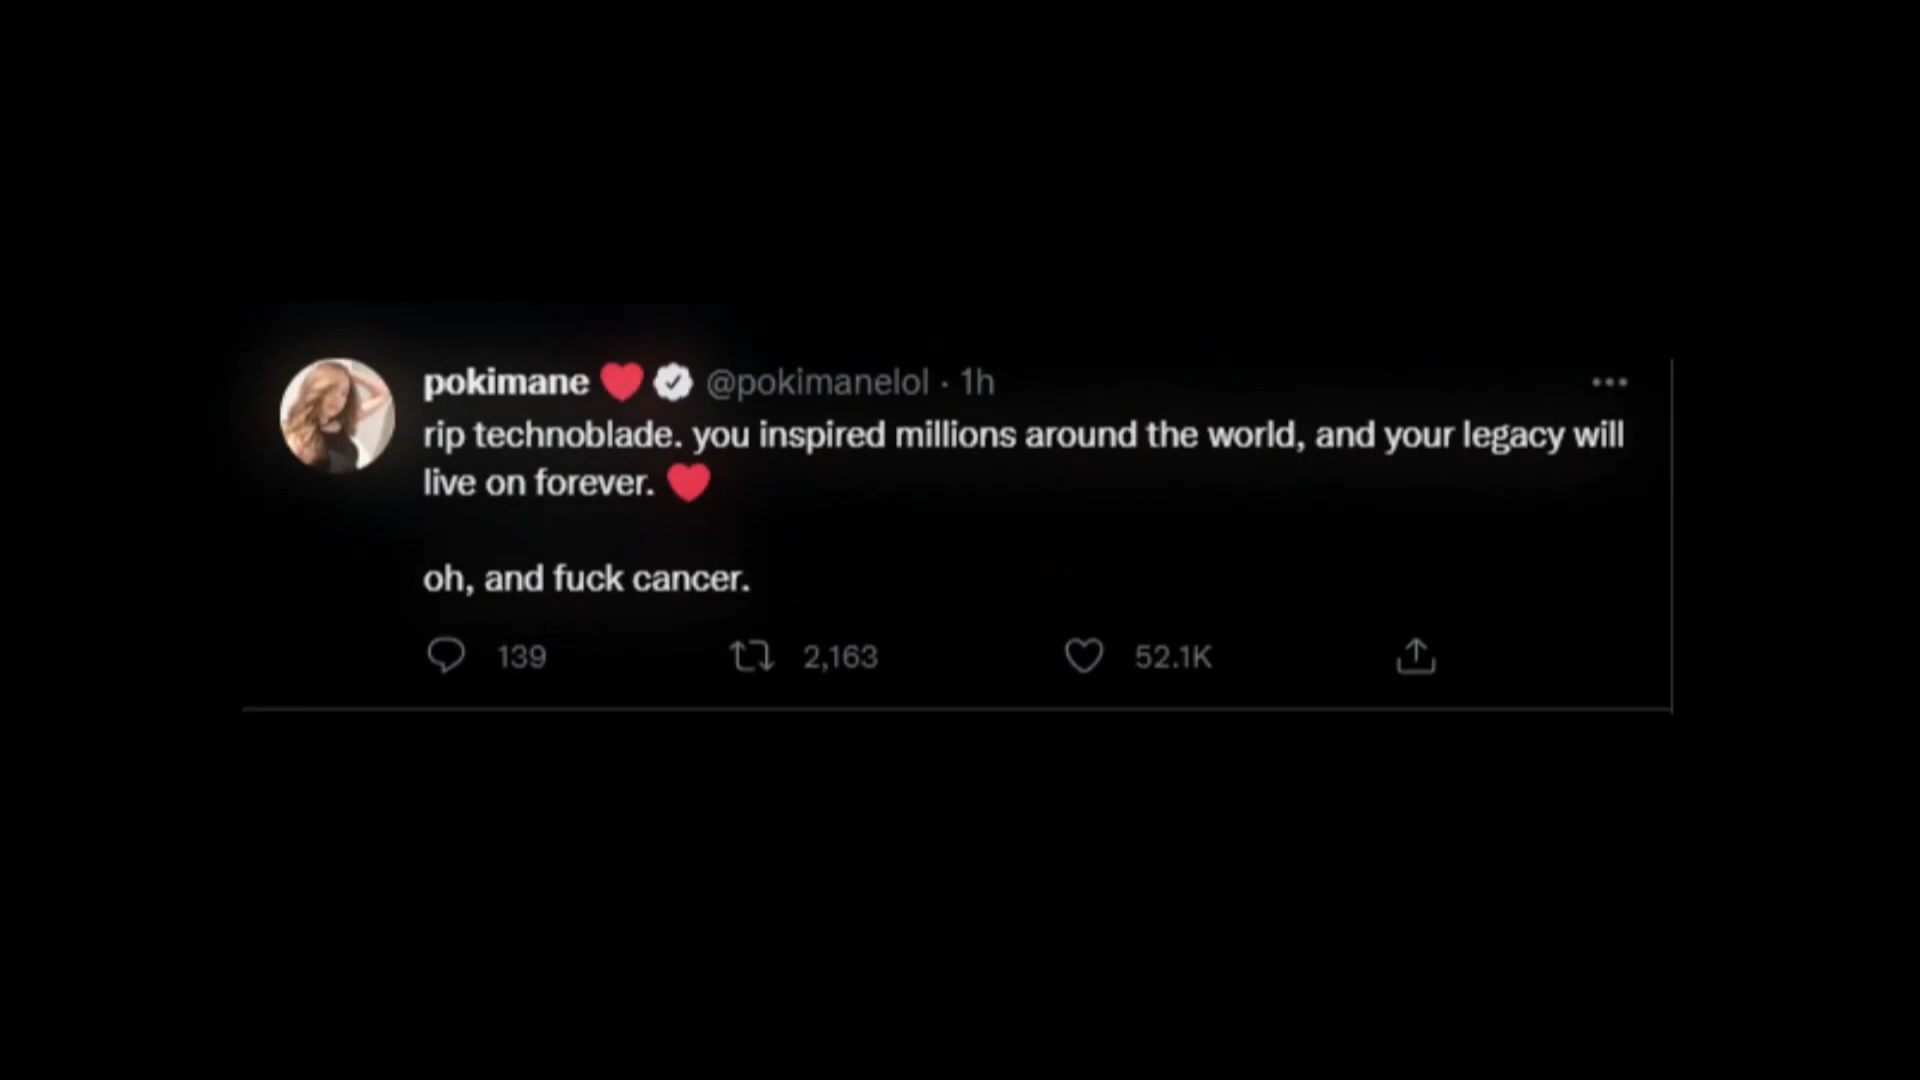 pokimane ❤️ @pokimanelol · 1h
rip technoblade. you inspired millions around the world, and your legacy will
live on forever. ❤️
oh, and fuck cancer.
139 2,163 52.1K